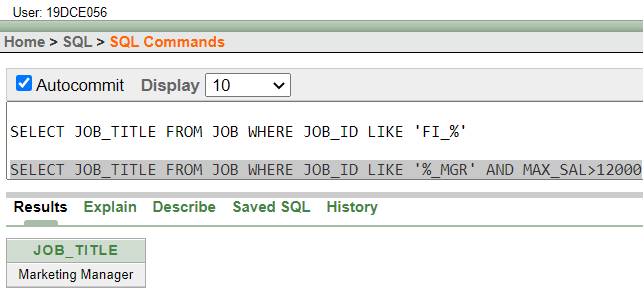 User: 19DCE056
Home > SQL > SQL Commands
Autocommit Display 10
SELECT JOB_TITLE FROM JOB WHERE JOB_ID LIKE 'FI_%'
SELECT JOB_TITLE FROM JOB WHERE JOB_ID LIKE '%_MGR' AND MAX_SAL>12000
Results Explain Describe Saved SQL History
JOB_TITLE
Marketing Manager